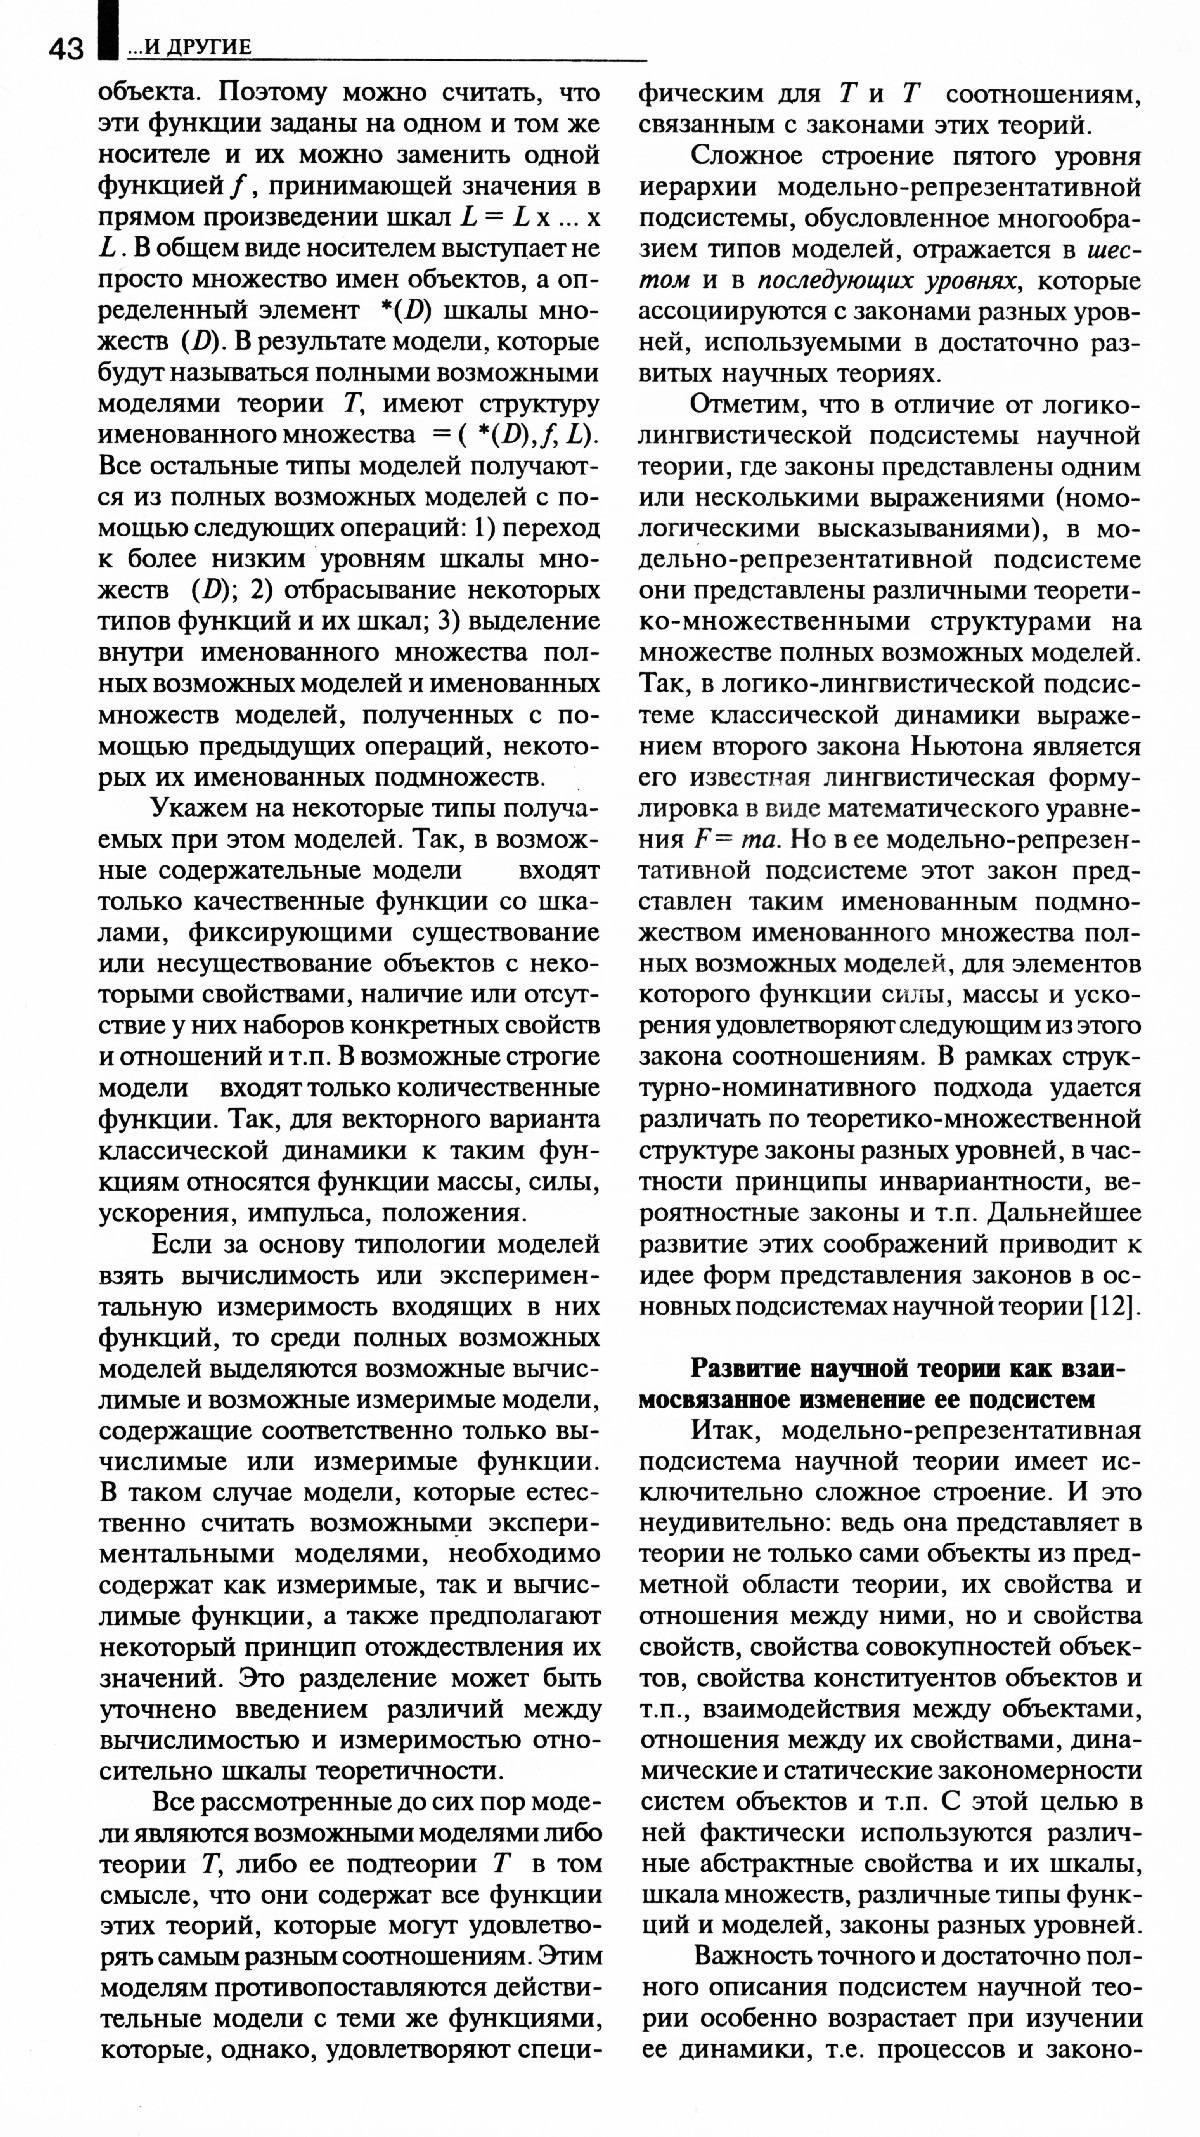 43
...И ДРУГИЕ
объекта. Поэтому можно считать, что
эти функции заданы на одном и том же
носителе и их можно заменить одной
функцией f , принимающей значения в
прямом произведении шкал L = L x ... x
L . В общем виде носителем выступает не
просто множество имен объектов, а оп-
ределенный элемент *(D) шкалы мно-
жеств (D). В результате модели, которые
будут называться полными возможными
моделями теории T, имеют структуру
именованного множества = ( *(D),f, L).
Все остальные типы моделей получают-
ся из полных возможных моделей с по-
мощью следующих операций: 1) переход
к более низким уровням шкалы мно-
жеств (D); 2) отбрасывание некоторых
типов функций и их шкал; 3) выделение
внутри именованного множества пол-
ных возможных моделей и именованных
множеств моделей, полученных с по-
мощью предыдущих операций, некото-
рых их именованных подмножеств.
Укажем на некоторые типы получа-
емых при этом моделей. Так, в возмож-
ные содержательные модели входят
только качественные функции со шка-
лами, фиксирующими существование
или несуществование объектов с неко-
торыми свойствами, наличие или отсут-
ствие у них наборов конкретных свойств
и отношений и т.п. В возможные строгие
модели входят только количественные
функции. Так, для векторного варианта
классической динамики к таким фун-
кциям относятся функции массы, силы,
ускорения, импульса, положения.
Если за основу типологии моделей
взять вычислимость или эксперимен-
тальную измеримость входящих в них
функций, то среди полных возможных
моделей выделяются возможные вычис-
лимые и возможные измеримые модели,
содержащие соответственно только вы-
числимые или измеримые функции.
В таком случае модели, которые естес-
твенно считать возможными экспери-
ментальными моделями, необходимо
содержат как измеримые, так и вычис-
лимые функции, а также предполагают
некоторый принцип отождествления их
значений. Это разделение может быть
уточнено введением различий между
вычислимостью и измеримостью отно-
сительно шкалы теоретичности.
Все рассмотренные до сих пор моде-
ли являются возможными моделями либо
теории T, либо ее подтеории T в том
смысле, что они содержат все функции
этих теорий, которые могут удовлетво-
рять самым разным соотношениям. Этим
моделям противопоставляются действи-
тельные модели с теми же функциями,
которые, однако, удовлетворяют специ-
фическим для T и T соотношениям,
связанным с законами этих теорий.
Сложное строение пятого уровня
иерархии модельно-репрезентативной
подсистемы, обусловленное многообра-
зием типов моделей, отражается в шес-
том и в последующих уровнях, которые
ассоциируются с законами разных уров-
ней, используемыми в достаточно раз-
витых научных теориях.
Отметим, что в отличие от логико-
лингвистической подсистемы научной
теории, где законы представлены одним
или несколькими выражениями (номо-
логическими высказываниями), в мо-
дельно-репрезентативной подсистеме
они представлены различными теорети-
ко-множественными структурами на
множестве полных возможных моделей.
Так, в логико-лингвистической подсис-
теме классической динамики выраже-
нием второго закона Ньютона является
его известная лингвистическая форму-
лировка в виде математического уравне-
ния F= ma. Но в ее модельно-репрезен-
тативной подсистеме этот закон пред-
ставлен таким именованным подмно-
жеством именованного множества пол-
ных возможных моделей, для элементов
которого функции силы, массы и уско-
рения удовлетворяют следующим из этого
закона соотношениям. В рамках струк-
турно-номинативного подхода удается
различать по теоретико-множественной
структуре законы разных уровней, в час-
тности принципы инвариантности, ве-
роятностные законы и т.п. Дальнейшее
развитие этих соображений приводит к
идее форм представления законов в ос-
новных подсистемах научной теории [12].
Развитие научной теории как взаи-
мосвязанное изменение ее подсистем
Итак, модельно-репрезентативная
подсистема научной теории имеет ис-
ключительно сложное строение. И это
неудивительно: ведь она представляет в
теории не только сами объекты из пред-
метной области теории, их свойства и
отношения между ними, но и свойства
свойств, свойства совокупностей объек-
тов, свойства конституентов объектов и
т.п., взаимодействия между объектами,
отношения между их свойствами, дина-
мические и статические закономерности
систем объектов и т.п. С этой целью в
ней фактически используются различ-
ные абстрактные свойства и их шкалы,
шкала множеств, различные типы функ-
ций и моделей, законы разных уровней.
Важность точного и достаточно пол-
ного описания подсистем научной тео-
рии особенно возрастает при изучении
ее динамики, т.е. процессов и законо-